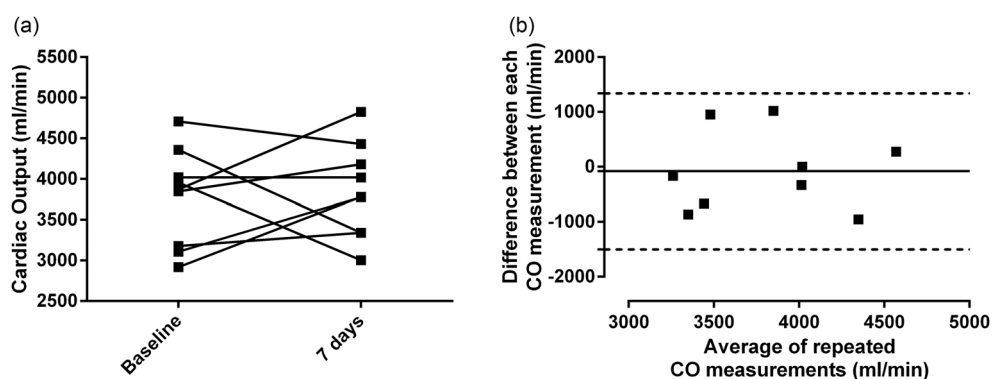 (a)
Cardiac Output (ml/min)
5500
5000
4500
4000
3500
3000
2500
Baseline
7 days
(b)
Difference between each
CO measurement (ml/min)
2000
1000
0
-1000
-2000
3000
3500
4000
4500
5000
Average of repeated
CO measurements (ml/min)